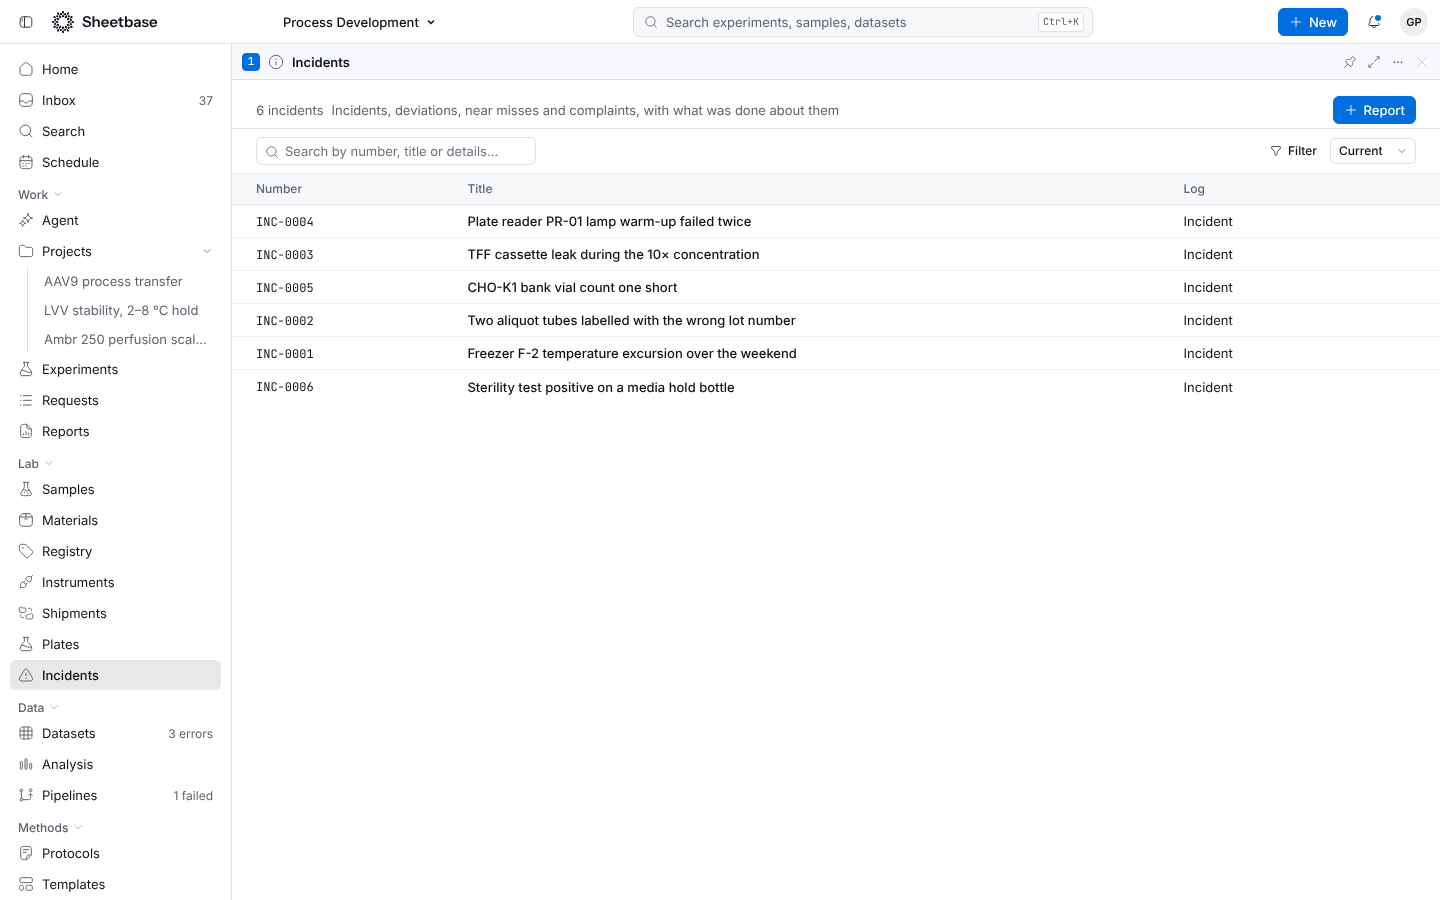 Sheetbase
Process Development
Search experiments, samples, datasets
Ctrl+K
New
GP
Home
Inbox 37
Search
Schedule
Work
Agent
Projects
AAV9 process transfer
LVV stability, 2–8 °C hold
Ambr 250 perfusion scal...
Experiments
Requests
Reports
Lab
Samples
Materials
Registry
Instruments
Shipments
Plates
Incidents
Data
Datasets 3 errors
Analysis
Pipelines 1 failed
Methods
Protocols
Templates
1 Incidents
6 incidents Incidents, deviations, near misses and complaints, with what was done about them
Report
Search by number, title or details...
Filter
Current
Number Title Log
INC-0004 Plate reader PR-01 lamp warm-up failed twice Incident
INC-0003 TFF cassette leak during the 10× concentration Incident
INC-0005 CHO-K1 bank vial count one short Incident
INC-0002 Two aliquot tubes labelled with the wrong lot number Incident
INC-0001 Freezer F-2 temperature excursion over the weekend Incident
INC-0006 Sterility test positive on a media hold bottle Incident